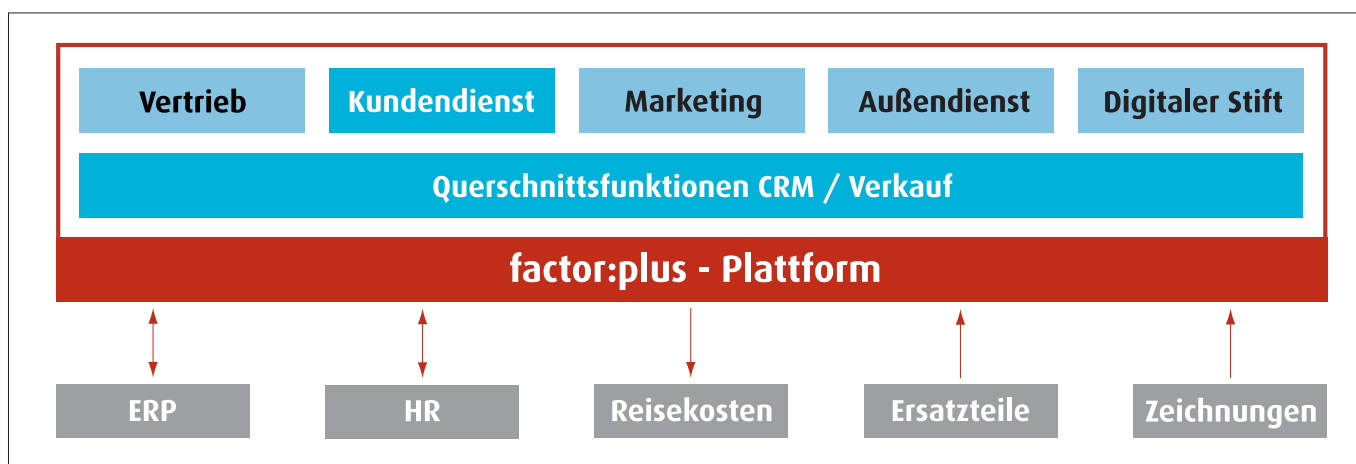 Vertrieb
Kundendienst
Marketing
Außendienst
Digitaler Stift
Querschnittsfunktionen CRM / Verkauf
factor:plus - Plattform
ERP
HR
Reisekosten
Ersatzteile
Zeichnungen